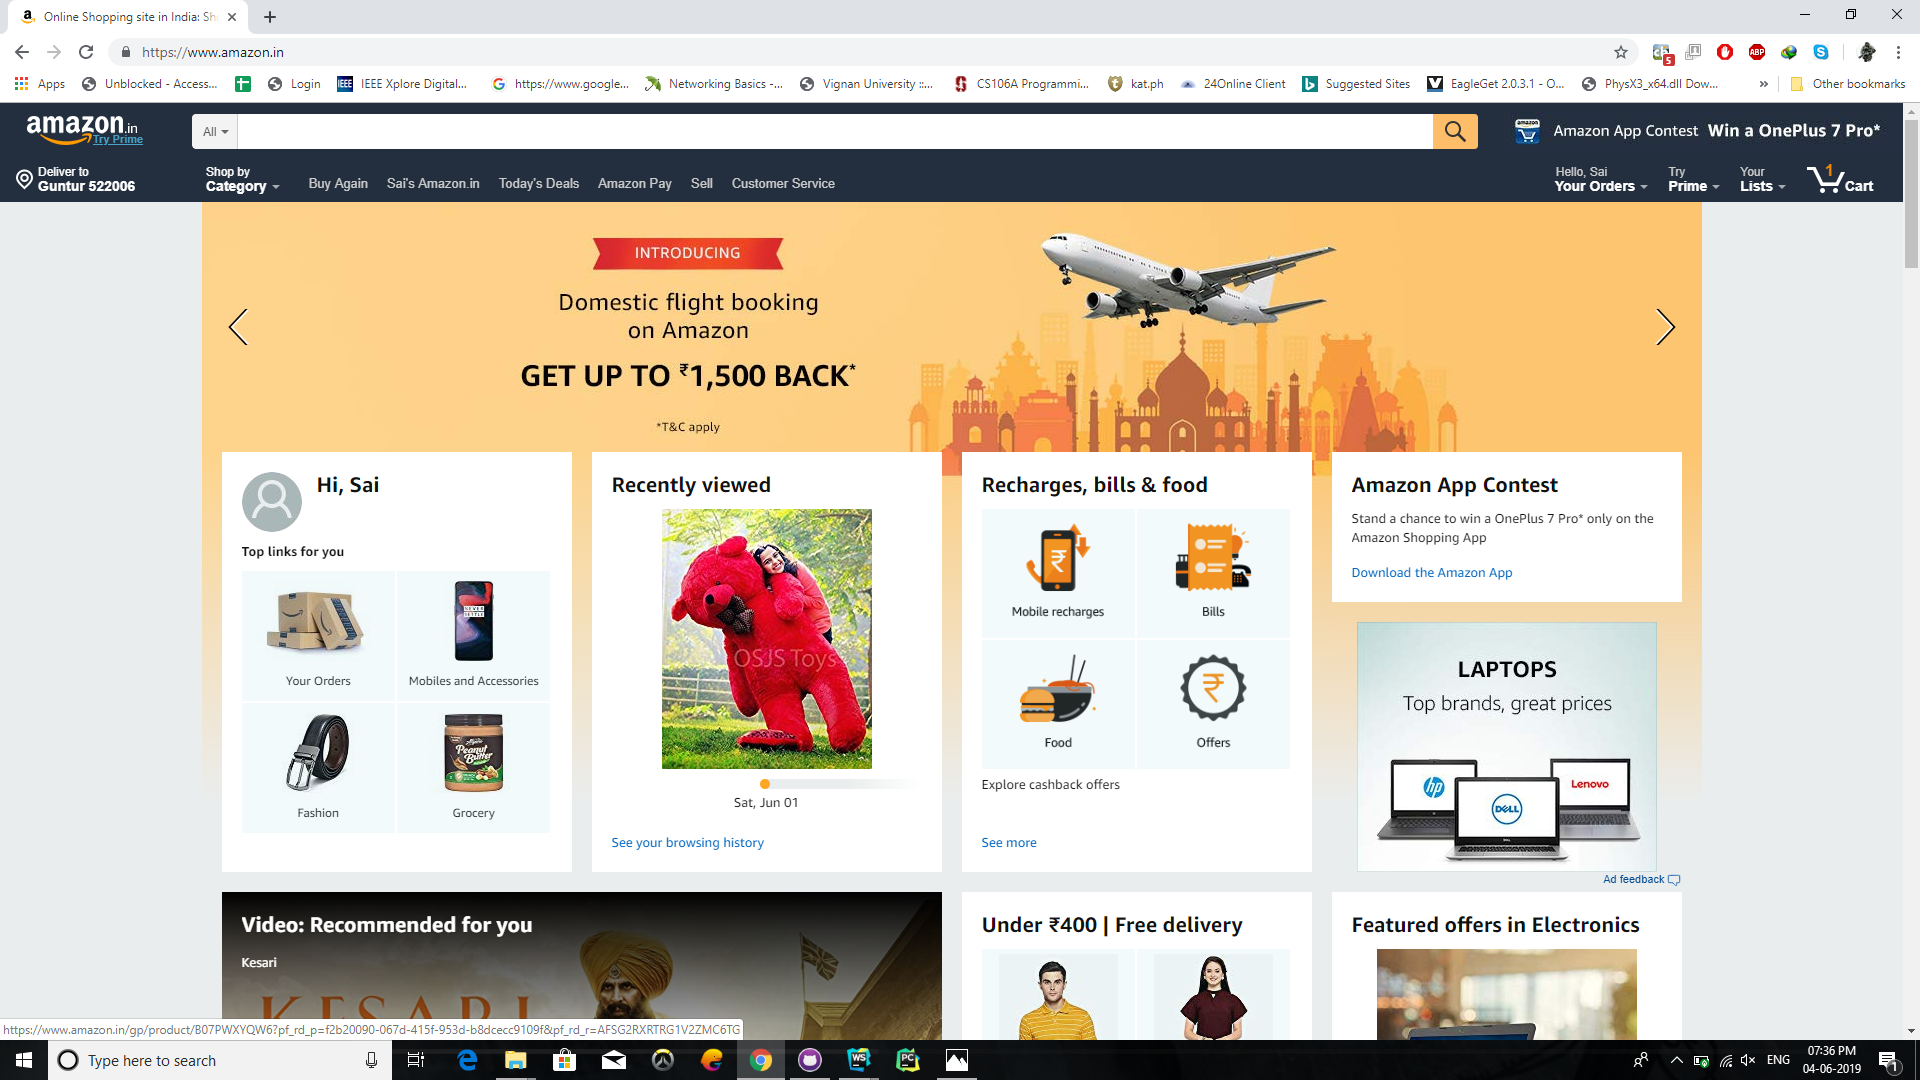 Online Shopping site in India: Sh
https://www.amazon.in
5
ABP
Apps
Unblocked - Access...
Login
IEEE
IEEE Xplore Digital...
https://www.google...
Networking Basics -...
Vignan University ::...
CS106A Programmi...
kat.ph
24Online Client
Suggested Sites
EagleGet 2.0.3.1 - O...
PhysX3_x64.dll Dow...
»
Other bookmarks
amazon.in
Try Prime
All
amazon
Amazon App Contest Win a OnePlus 7 Pro*
Deliver to
Guntur 522006
Shop by
Category
Buy Again
Sai's Amazon.in
Today's Deals
Amazon Pay
Sell
Customer Service
Hello, Sai
Your Orders
Try
Prime
Your
Lists
1
Cart
INTRODUCING
Domestic flight booking
on Amazon
GET UP TO ₹1,500 BACK*
*T&C apply
Hi, Sai
Top links for you
Your Orders
Mobiles and Accessories
Peanut
Butter
Fashion
Grocery
Recently viewed
OSJS Toys
Sat, Jun 01
See your browsing history
Recharges, bills & food
₹
Mobile recharges
Bills
Food
₹
Offers
Explore cashback offers
See more
Amazon App Contest
Stand a chance to win a OnePlus 7 Pro* only on the
Amazon Shopping App
Download the Amazon App
LAPTOPS
Top brands, great prices
hp
DELL
Lenovo
Ad feedback
Video: Recommended for you
Kesari
KESARI
Under ₹400 | Free delivery
Featured offers in Electronics
https://www.amazon.in/gp/product/B07PWXYQW6?pf_rd_p=f2b20090-067d-415f-953d-b8dcecc9109f&pf_rd_r=AFSG2RXRTRG1V2ZMC6TG
Type here to search
WS
PC
ENG
07:36 PM
04-06-2019
1